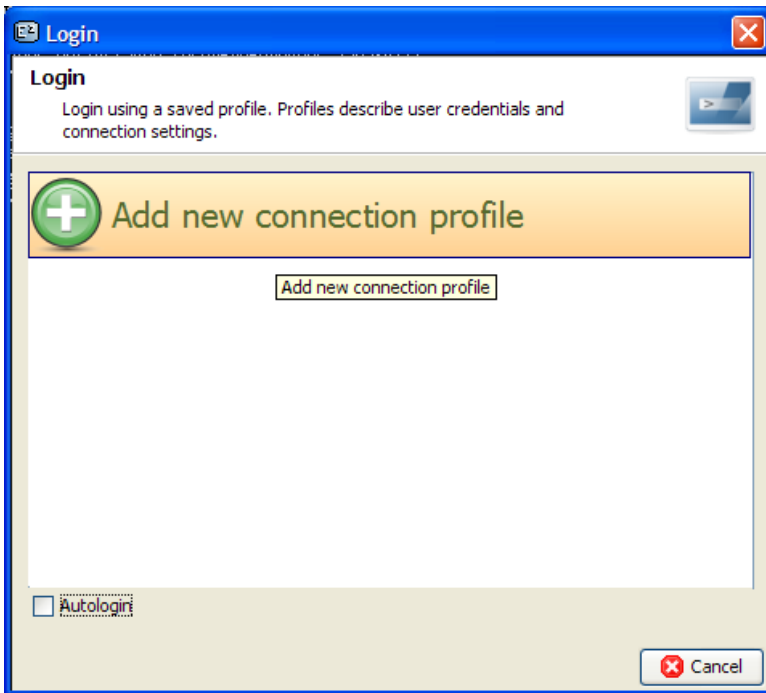 Login
Login
Login using a saved profile. Profiles describe user credentials and
connection settings.
Add new connection profile
Add new connection profile
Autologin
Cancel